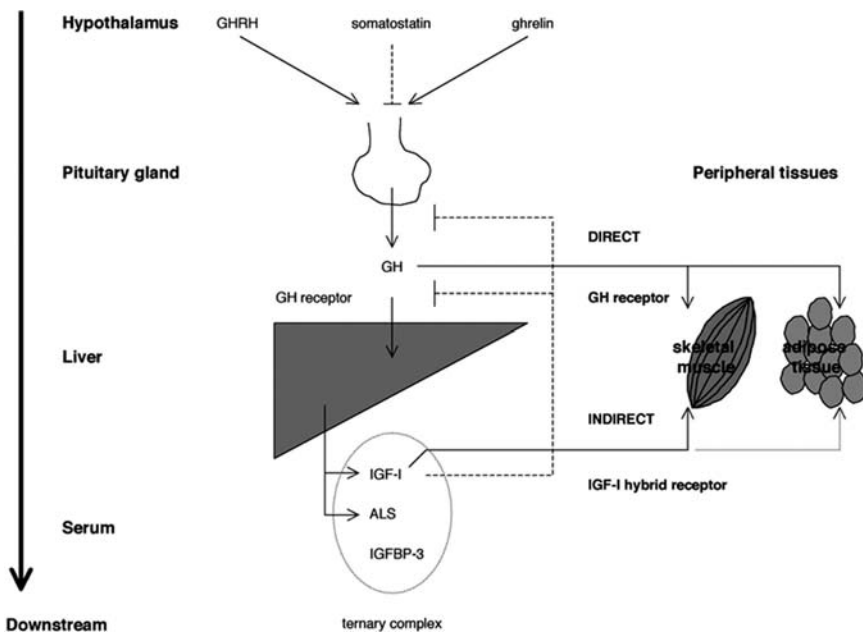 Hypothalamus GHRH somatostatin ghrelin
Pituitary gland Peripheral tissues
DIRECT
GH
GH receptor GH receptor
Liver skeletal muscle adipose tissue
INDIRECT
IGF-I
IGF-I hybrid receptor
ALS
Serum
IGFBP-3
Downstream ternary complex